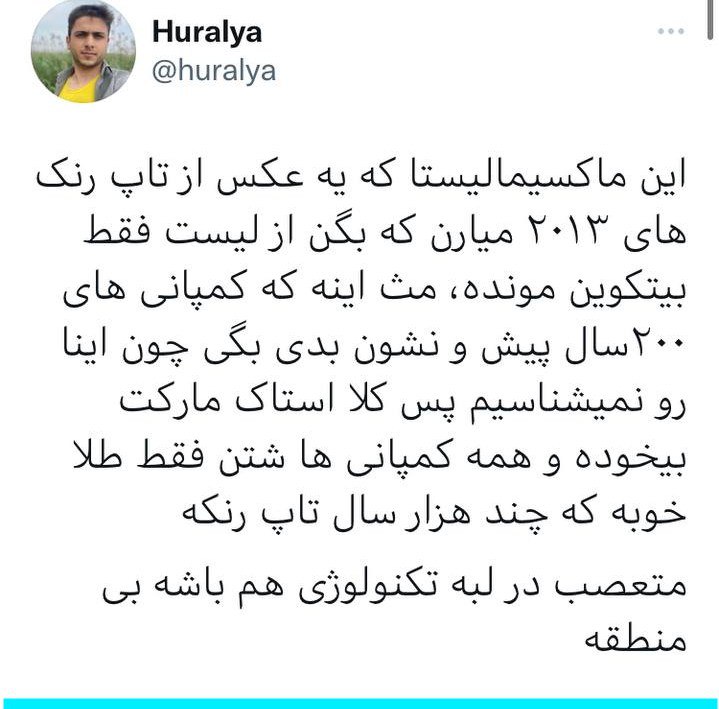 Huralya
@huralya
این ماکسیمالیستا که یه عکس از تاپ رنک
های ۲۰۱۳ میارن که بگن از لیست فقط
بیتکوین مونده، مث اینه که کمپانی های
۲۰۰سال پیش و نشون بدی بگی چون اینا
رو نمیشناسیم پس کلا استاک مارکت
بیخوده و همه کمپانی ها شتن فقط طلا
خوبه که چند هزار سال تاپ رنکه
متعصب در لبه تکنولوژی هم باشه بی
منطقه